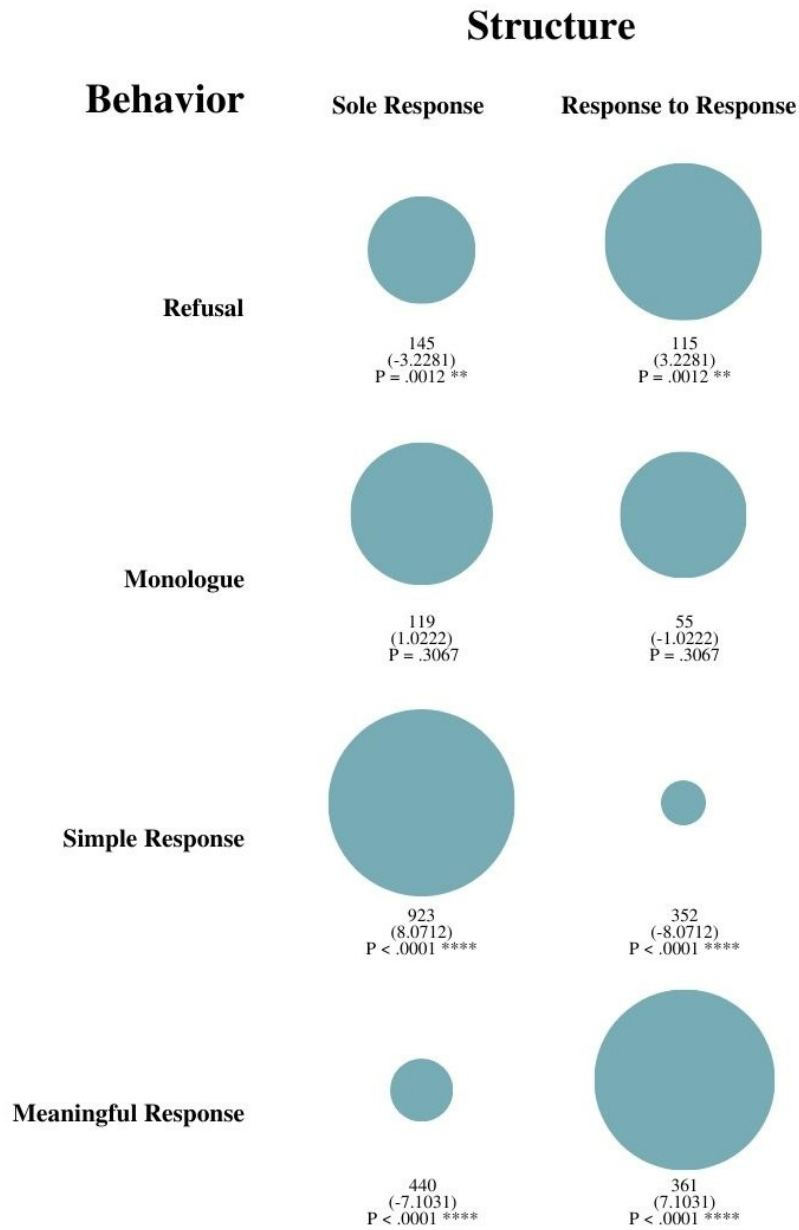 Structure
Behavior
Sole Response
Response to Response
Refusal
145
(-3.2281)
P = .0012 **
115
(3.2281)
P = .0012 **
Monologue
119
(1.0222)
P = .3067
55
(-1.0222)
P = .3067
Simple Response
923
(8.0712)
P < .0001 ****
352
(-8.0712)
P < .0001 ****
Meaningful Response
440
(-7.1031)
P < .0001 ****
361
(7.1031)
P < .0001 ****